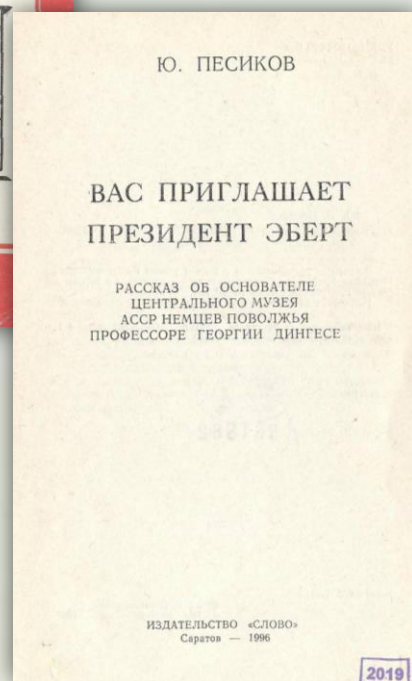 Ю. ПЕСИКОВ
ВАС ПРИГЛАШАЕТ
ПРЕЗИДЕНТ ЭБЕРТ
РАССКАЗ ОБ ОСНОВАТЕЛЕ
ЦЕНТРАЛЬНОГО МУЗЕЯ
АССР НЕМЦЕВ ПОВОЛЖЬЯ
ПРОФЕССОРЕ ГЕОРГИИ ДИНГЕСЕ
ИЗДАТЕЛЬСТВО «СЛОВО»
Саратов — 1996
2019